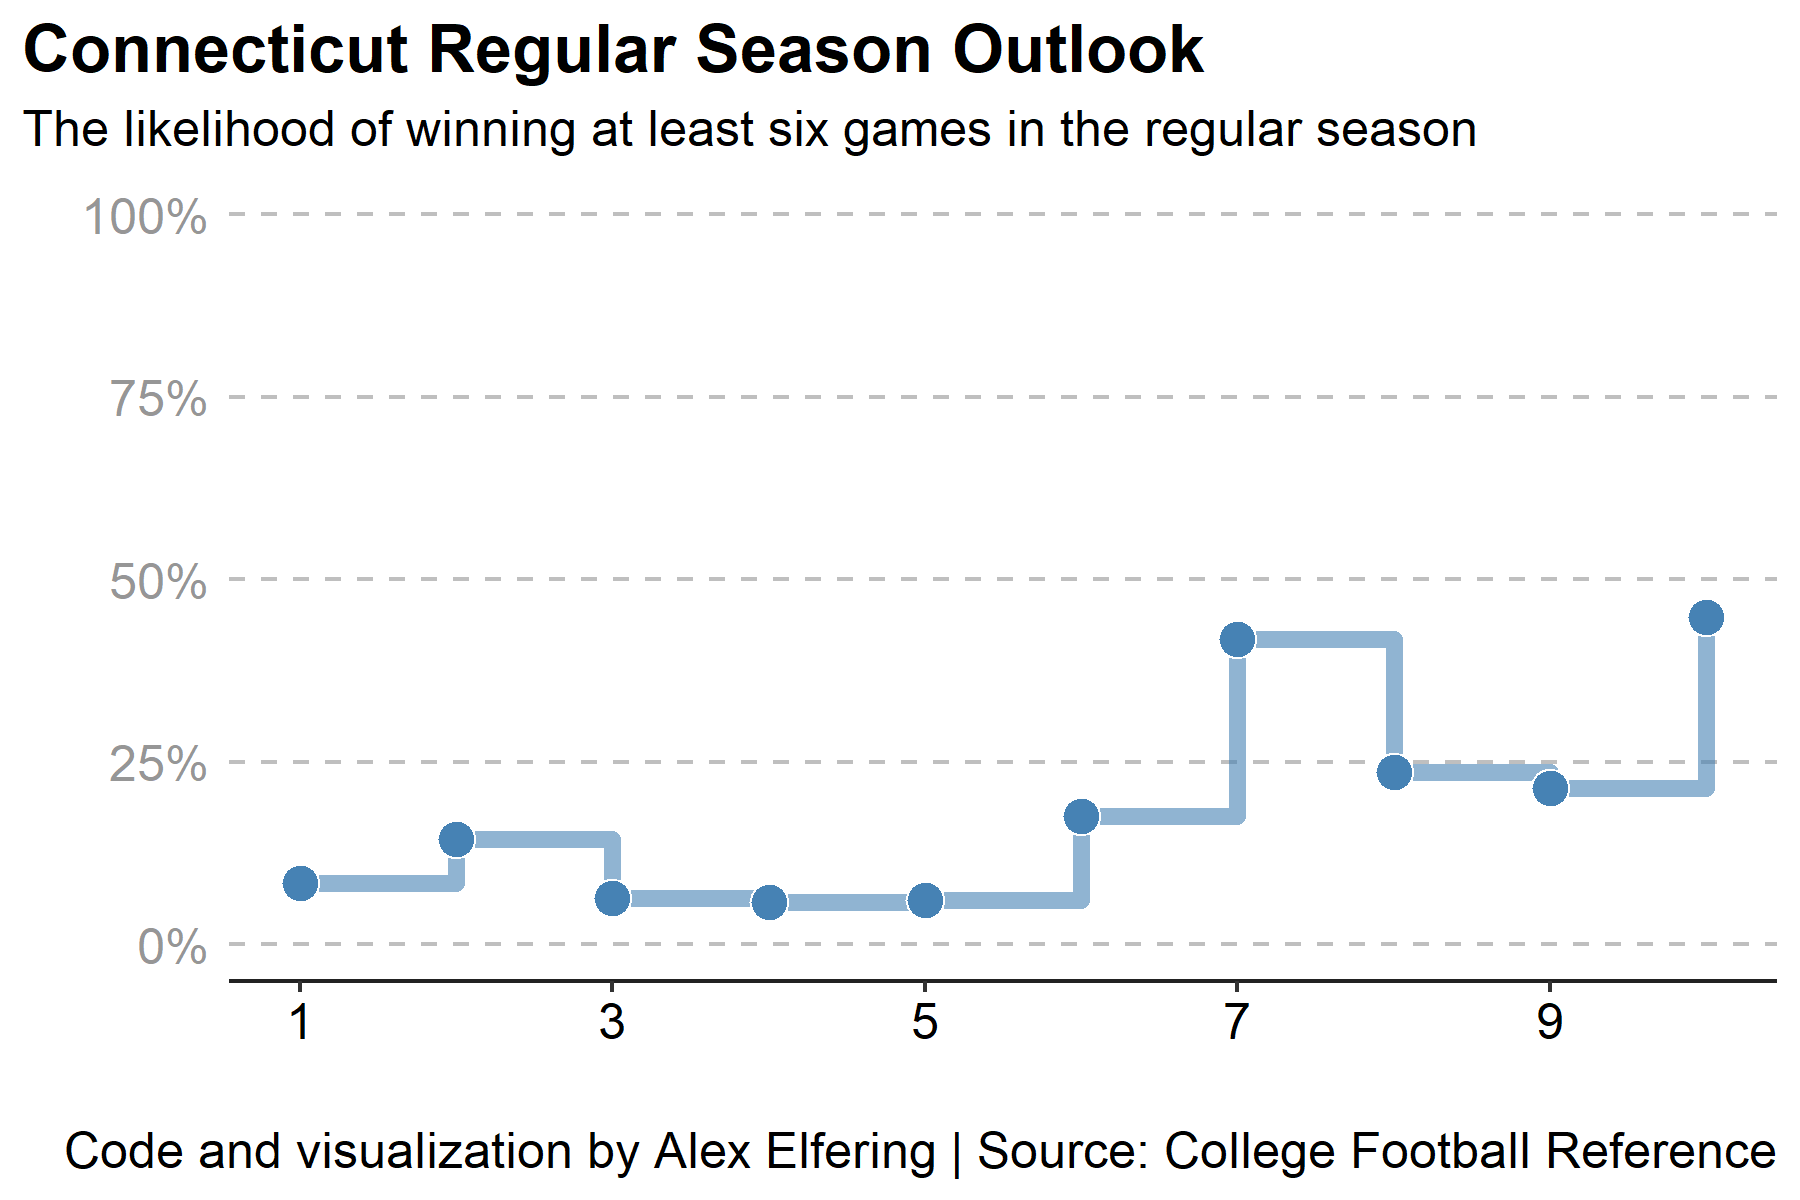 Connecticut Regular Season Outlook
The likelihood of winning at least six games in the regular season
100%
75%
50%
25%
0%
1 3 5 7 9
Code and visualization by Alex Elfering | Source: College Football Reference